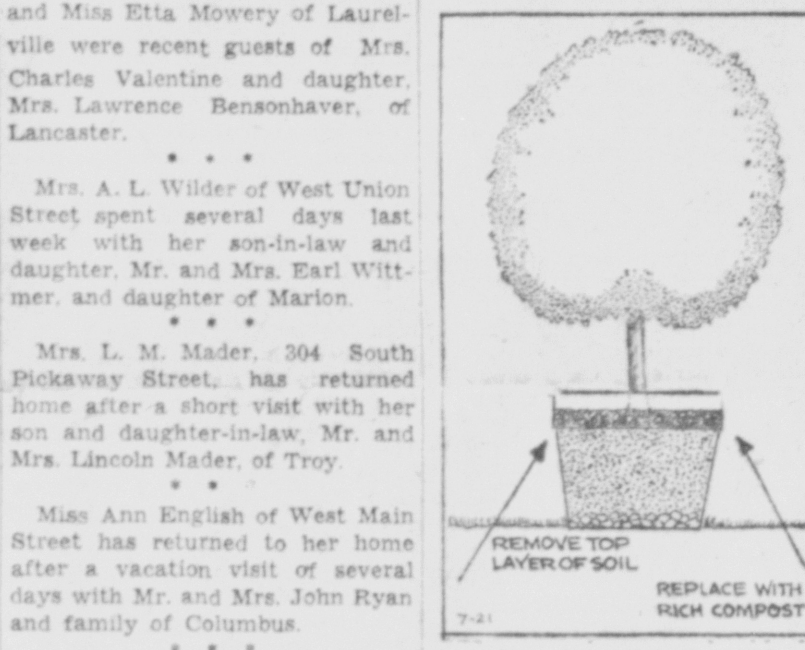 and Miss Etta Mowery of Laurel-
ville were recent guests of Mrs.
Charles Valentine and daughter,
Mrs. Lawrence Bensonhaver, of
Lancaster.
* * *
Mrs. A. L. Wilder of West Union
Street spent several days last
week with her son-in-law and
daughter, Mr. and Mrs. Earl Witt-
mer, and daughter of Marion.
* * *
Mrs. L. M. Mader, 304 South
Pickaway Street, has returned
home after a short visit with her
son and daughter-in-law, Mr. and
Mrs. Lincoln Mader, of Troy.
* *
Miss Ann English of West Main
Street has returned to her home
after a vacation visit of several
days with Mr. and Mrs. John Ryan
and family of Columbus.
* * *
REMOVE TOP
LAYER OF SOIL
REPLACE WITH
RICH COMPOST
7-21